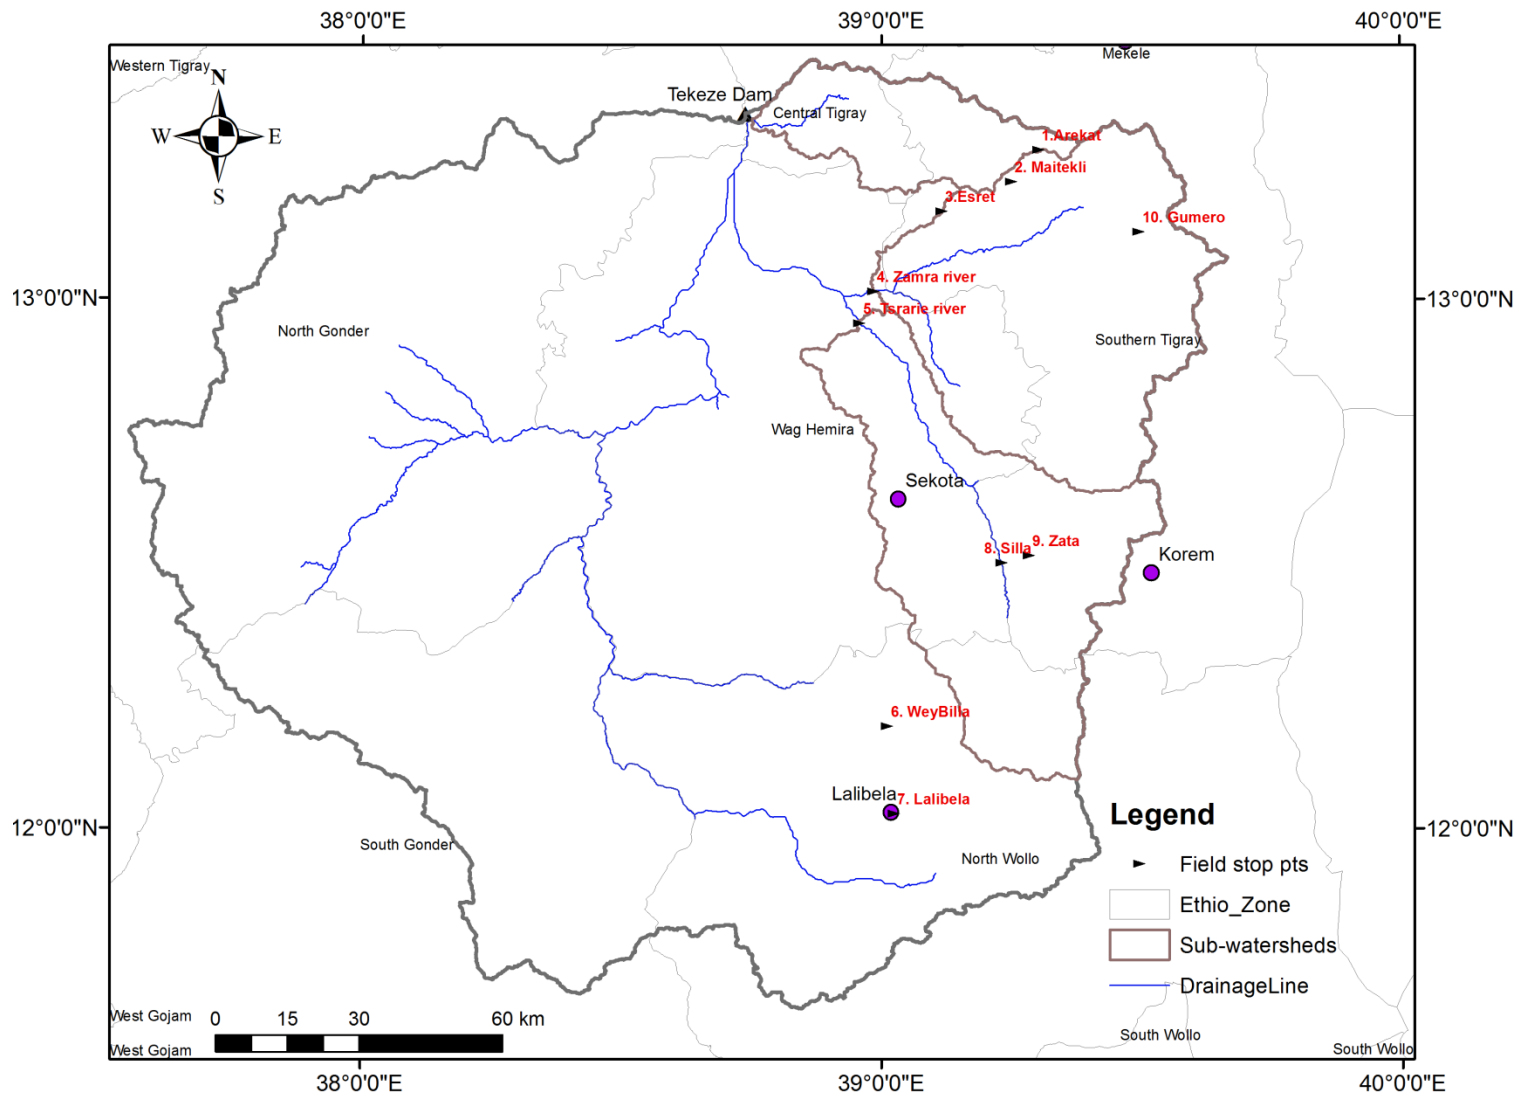 38°0'0"E
39°0'0"E
40°0'0"E
Mekele
Western Tigray
N
Tekeze Dam
Central Tigray
W
E
1.Arekat
2. Maitekli
S
3.Esret
10. Gumero
4. Zamra river
13°0'0"N
13°0'0"N
5. Tsrarie river
North Gonder
Southern Tigray
Wag Hemira
Sekota
8. Silla
9. Zata
Korem
6. WeyBilla
Lalibela
7. Lalibela
Legend
12°0'0"N
12°0'0"N
South Gonder
North Wollo
Field stop pts
Ethio_Zone
Sub-watersheds
DrainageLine
West Gojam
0 15 30 60 km
South Wollo
West Gojam
South Wollo
38°0'0"E
39°0'0"E
40°0'0"E